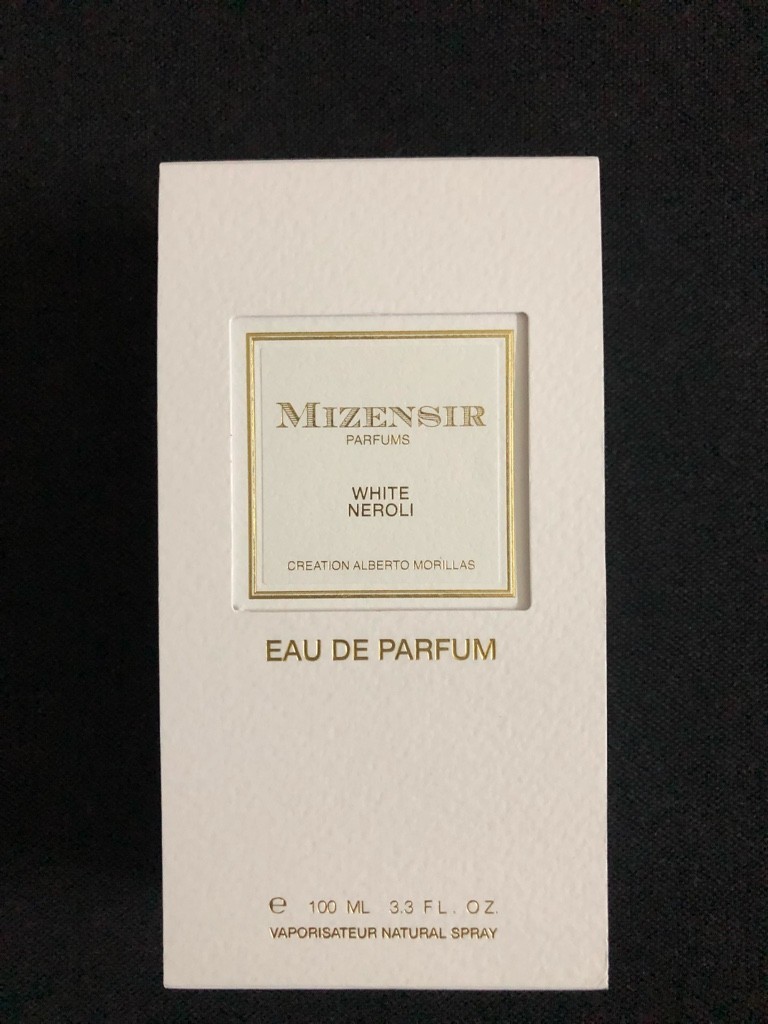 MIZENSIR
PARFUMS
WHITE
NEROLI
CREATION ALBERTO MORILLAS
EAU DE PARFUM
℮ 100 ML 3.3 FL. OZ.
VAPORISATEUR NATURAL SPRAY